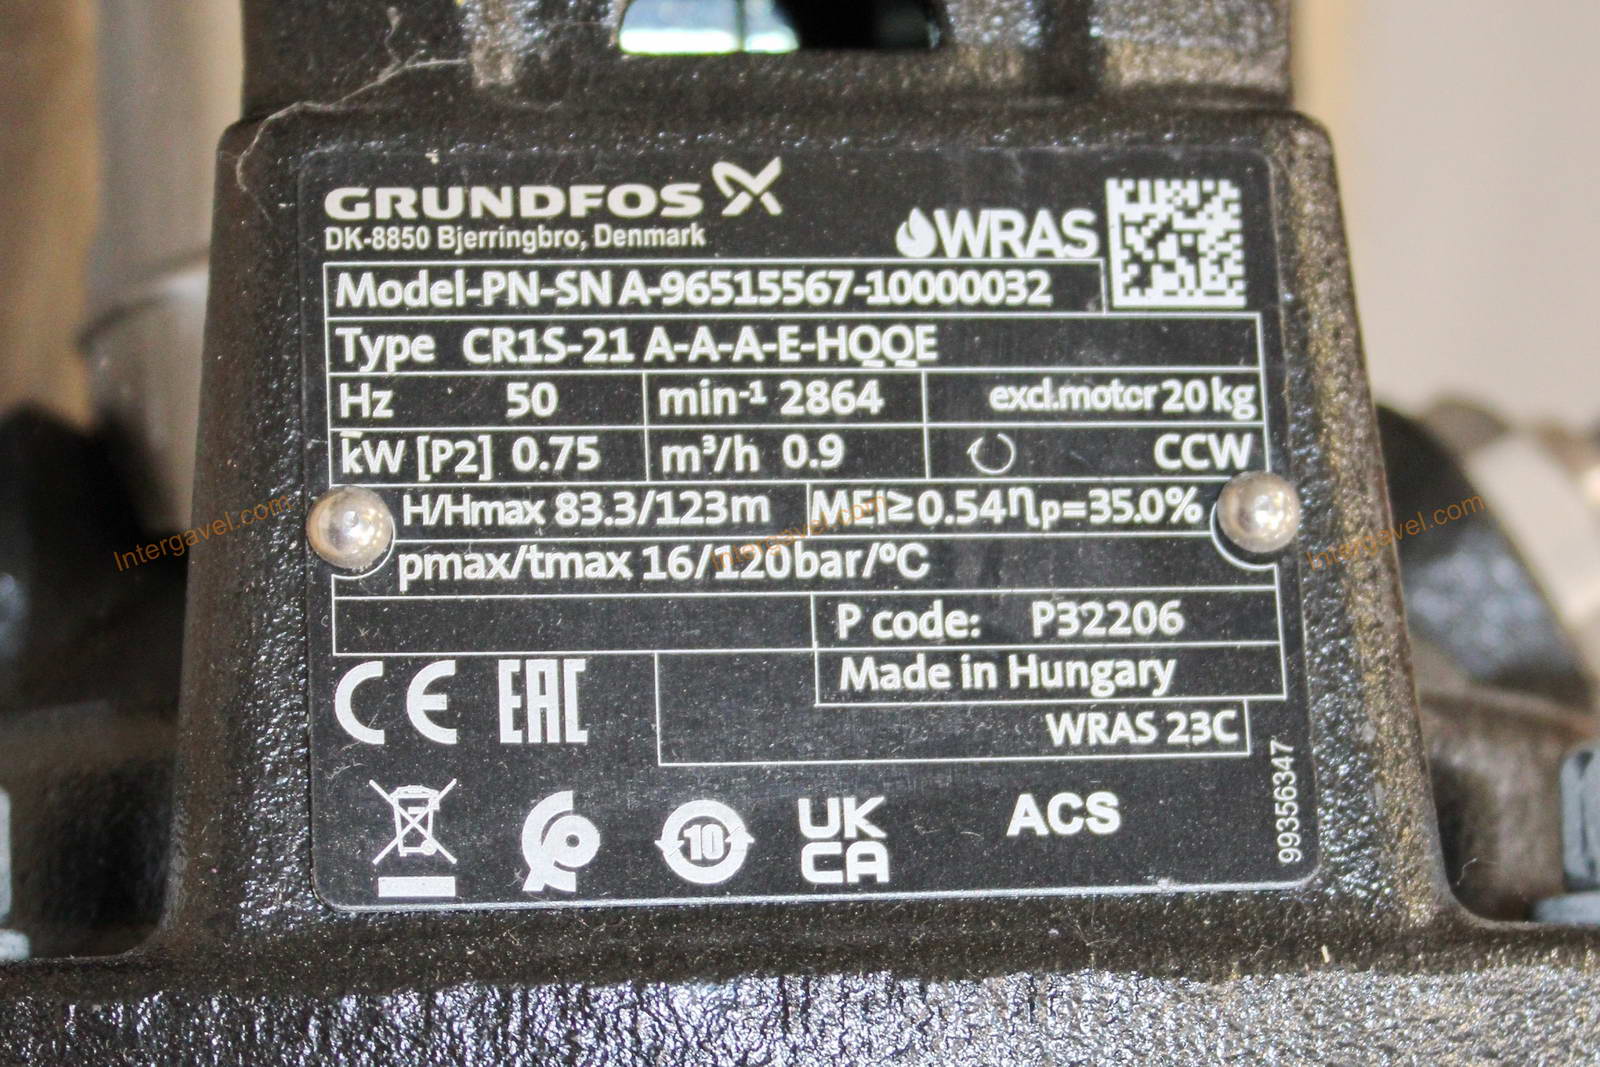 GRUNDFOS
DK-8850 Bjerringbro, Denmark
WRAS
Model-PN-SN A-96515567-10000032
Type CR1S-21 A-A-A-E-HQQE
Hz 50 min-1 2864 excl.motor 20 kg
kW [P2] 0.75 m³/h 0.9 CCW
H/Hmax 83.3/123m MEI≥0.54 ηp=35.0%
pmax/tmax 16/120bar/°C
P code: P32206
Made in Hungary
WRAS 23C
CE EAC
99356347
10
UK
CA
ACS
Intergavel.com
Intergavel.com
Intergavel.com